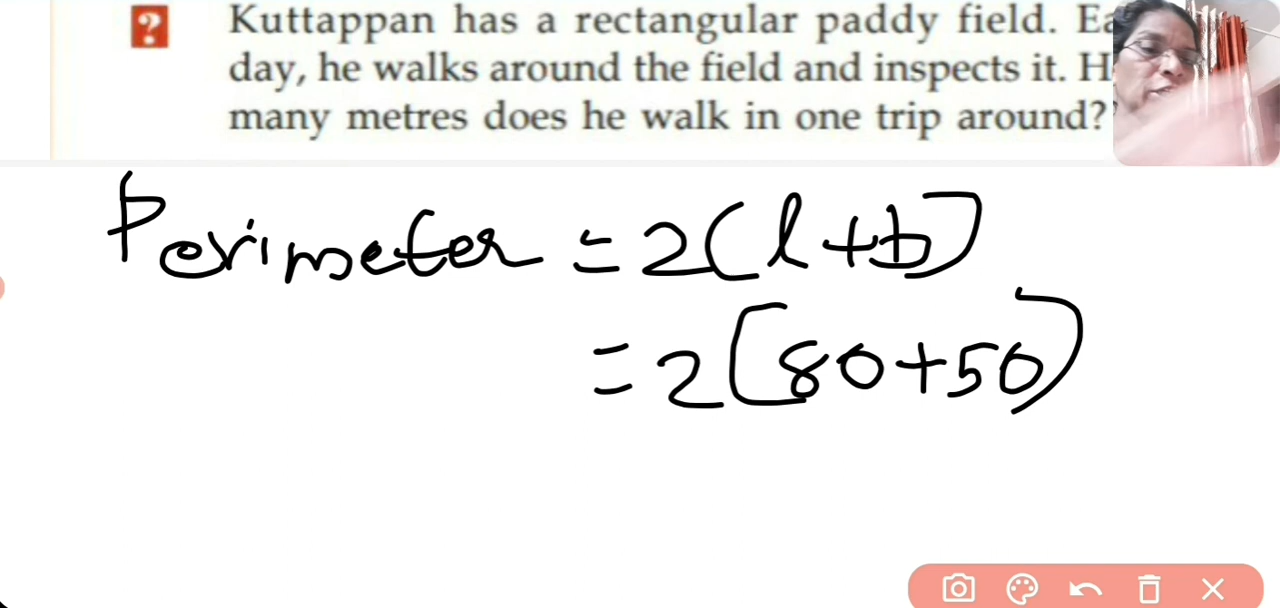 ? Kuttappan has a rectangular paddy field. Ea
day, he walks around the field and inspects it. H
many metres does he walk in one trip around?
Perimeter = 2(l+b)
= 2(80+50)